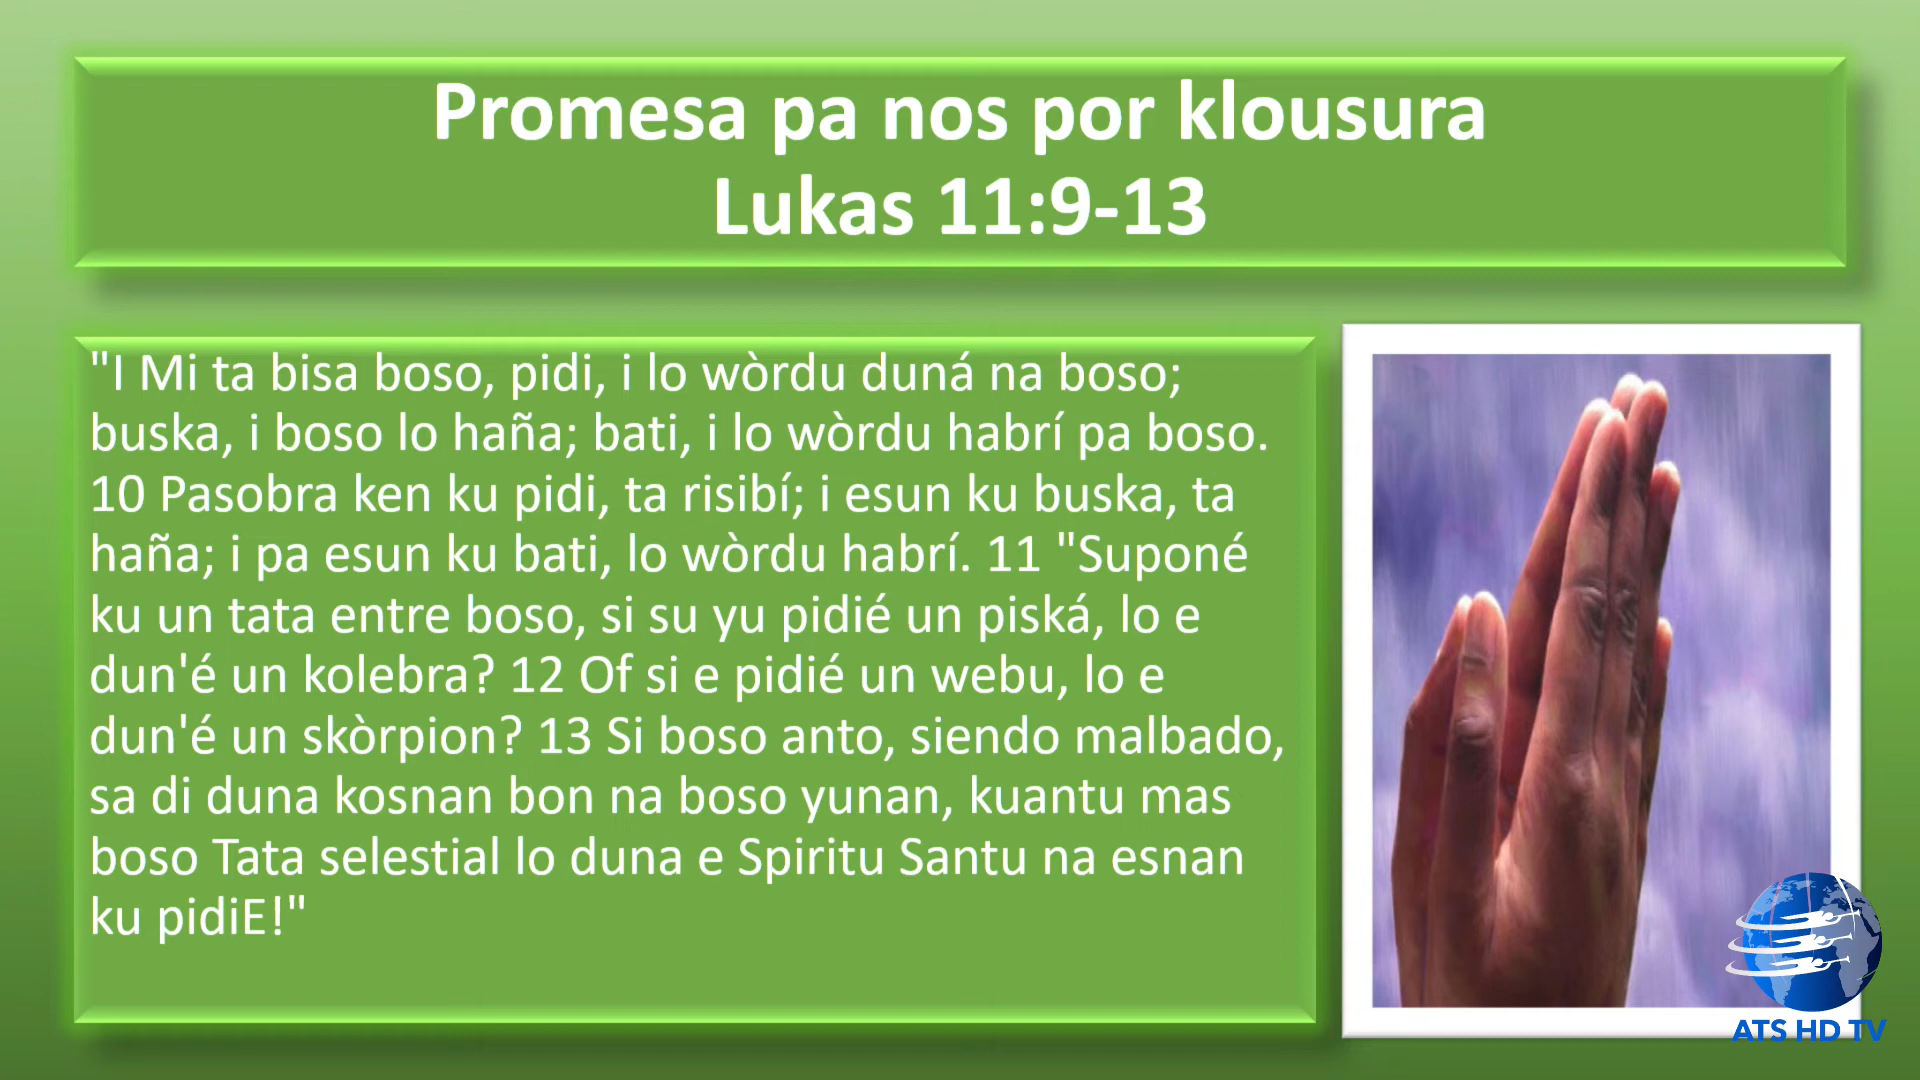 Promesa pa nos por klousura
Lukas 11:9-13
"I Mi ta bisa boso, pidi, i lo wòrdu duná na boso;
buska, i boso lo haña; bati, i lo wòrdu habrí pa boso.
10 Pasobra ken ku pidi, ta risibí; i esun ku buska, ta
haña; i pa esun ku bati, lo wòrdu habrí. 11 "Suponé
ku un tata entre boso, si su yu pidié un piská, lo e
dun'é un kolebra? 12 Of si e pidié un webu, lo e
dun'é un skòrpion? 13 Si boso anto, siendo malbado,
sa di duna kosnan bon na boso yunan, kuantu mas
boso Tata selestial lo duna e Spiritu Santu na esnan
ku pidiE!"
ATS HD TV